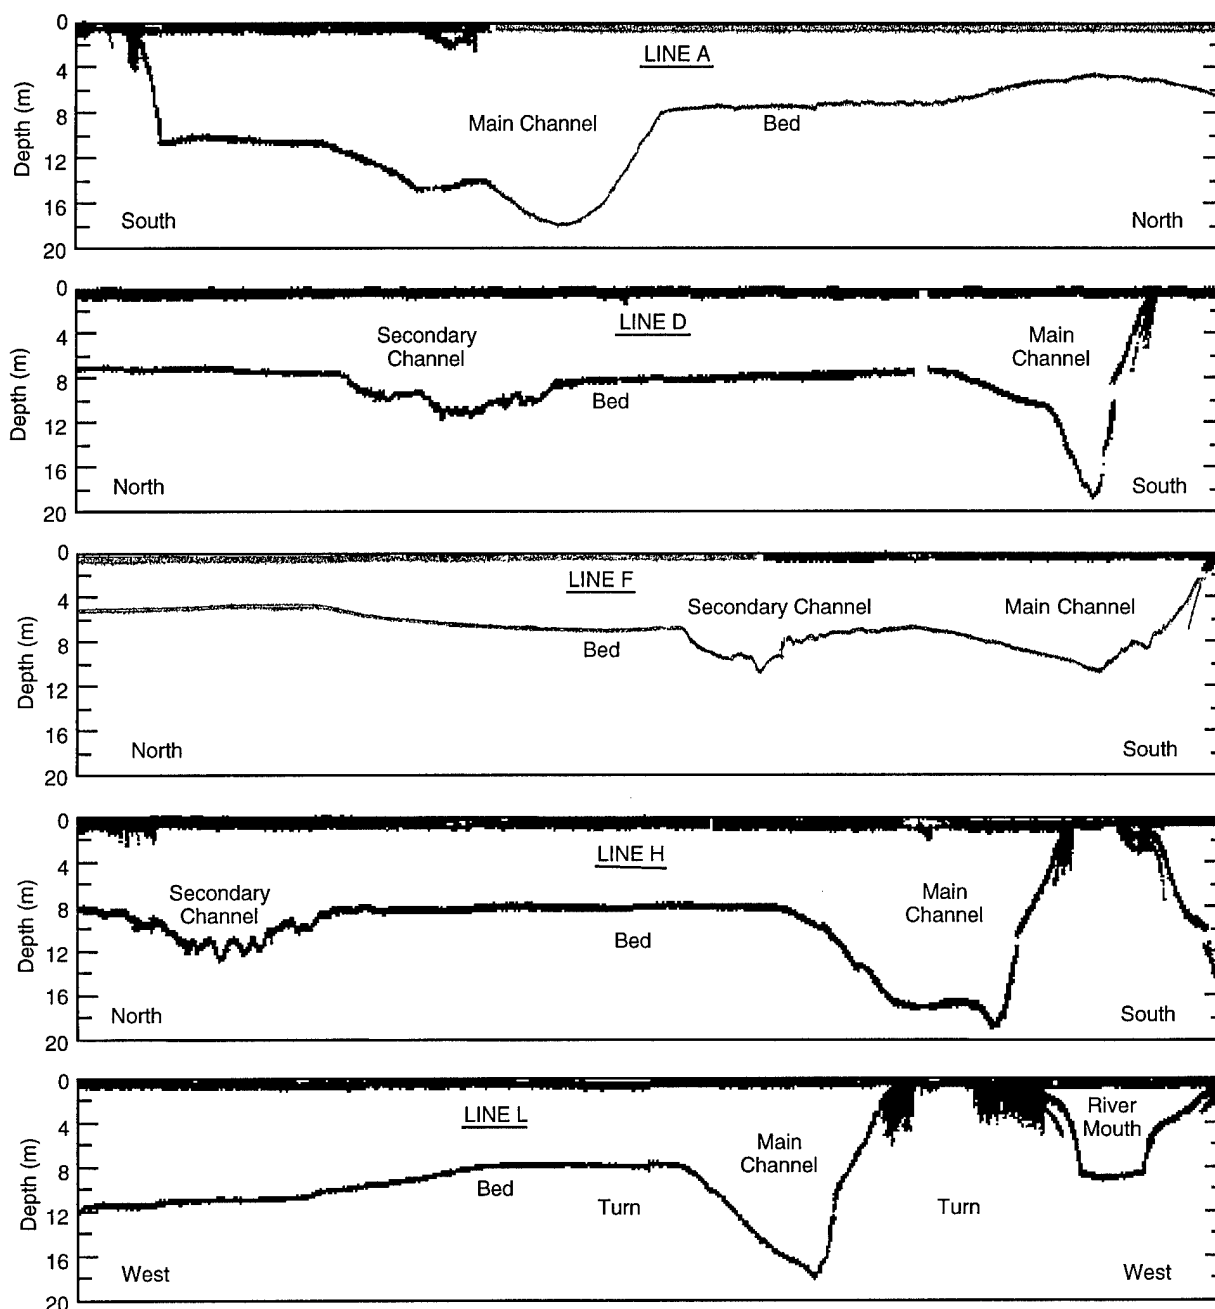 0
LINE A
4
8
Main Channel
Bed
12
16
South
North
20
Depth (m)
0
LINE D
Secondary
Channel
Main
Channel
4
8
Bed
12
16
North
South
20
Depth (m)
0
LINE F
4
Secondary Channel
Main Channel
8
Bed
12
16
North
South
20
Depth (m)
0
LINE H
4
Secondary
Channel
Main
Channel
8
Bed
12
16
North
South
20
Depth (m)
0
LINE L
River
Mouth
4
Main
Channel
8
Bed
Turn
Turn
12
16
West
West
20
Depth (m)